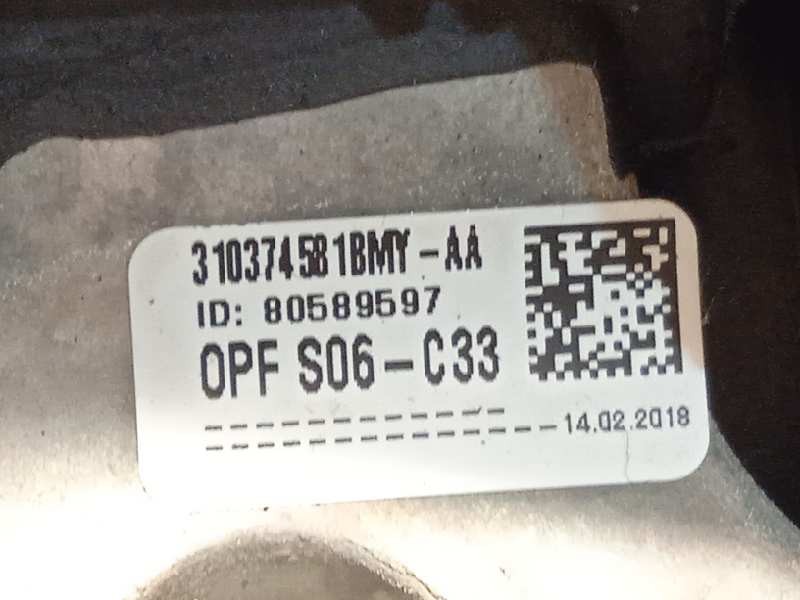 310374581BMY-AA
ID: 80589597
OPF S06-C33
14.02.2018